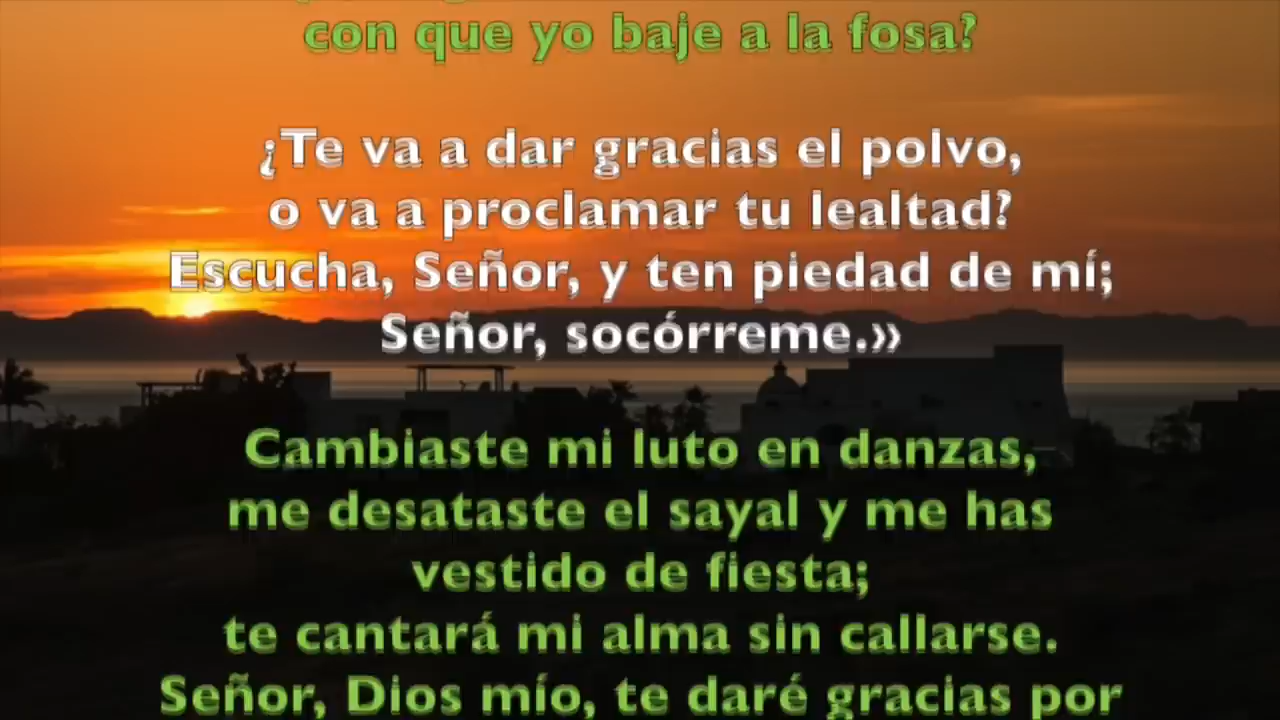 con que yo baje a la fosa?
¿Te va a dar gracias el polvo,
o va a proclamar tu lealtad?
Escucha, Señor, y ten piedad de mí;
Señor, socórreme.»
Cambiaste mi luto en danzas,
me desataste el sayal y me has
vestido de fiesta;
te cantará mi alma sin callarse.
Señor, Dios mío, te daré gracias por